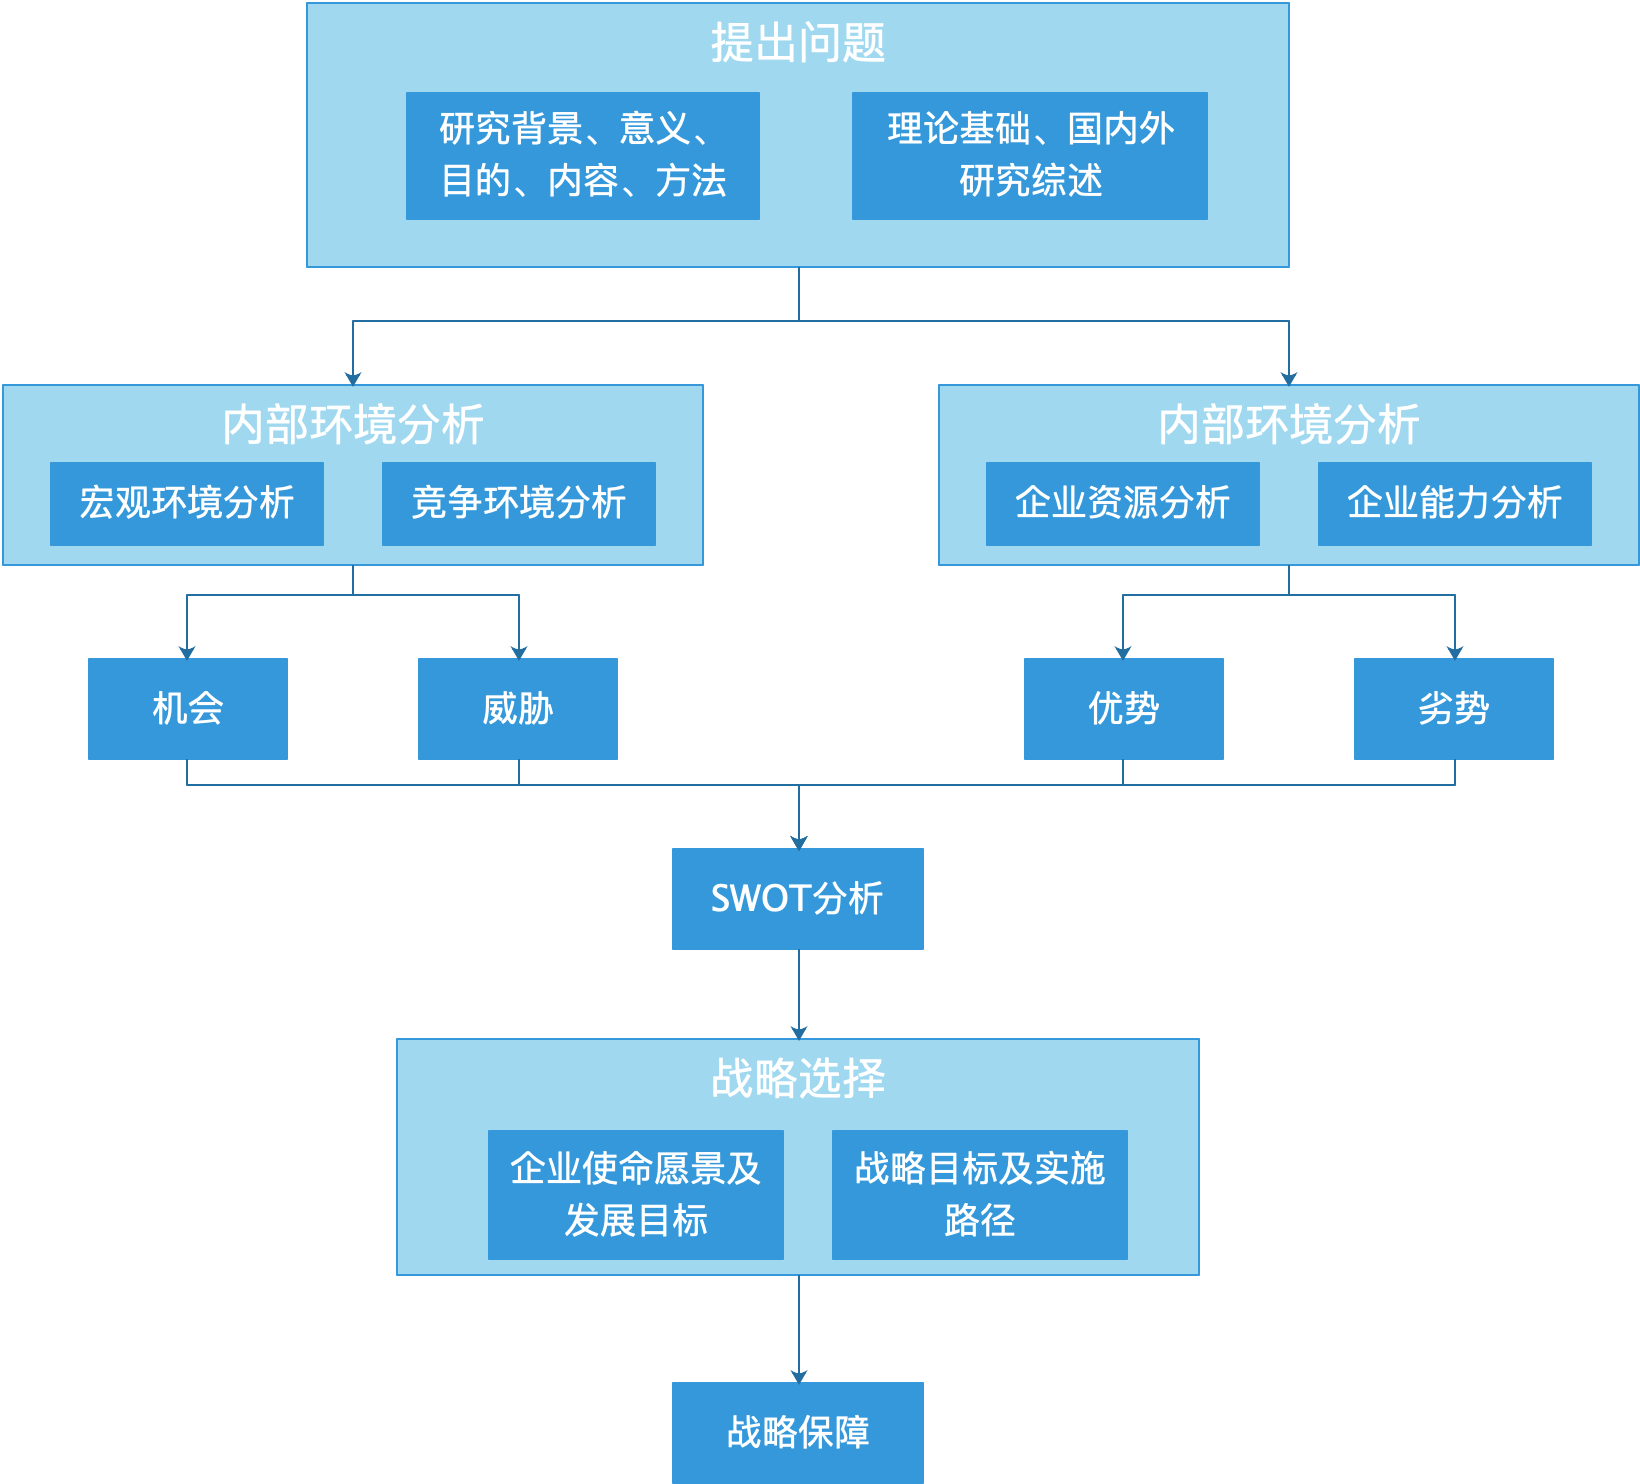 提出问题
研究背景、意义、
目的、内容、方法
理论基础、国内外
研究综述
内部环境分析
宏观环境分析
竞争环境分析
内部环境分析
企业资源分析
企业能力分析
机会
威胁
优势
劣势
SWOT分析
战略选择
企业使命愿景及
发展目标
战略目标及实施
路径
战略保障